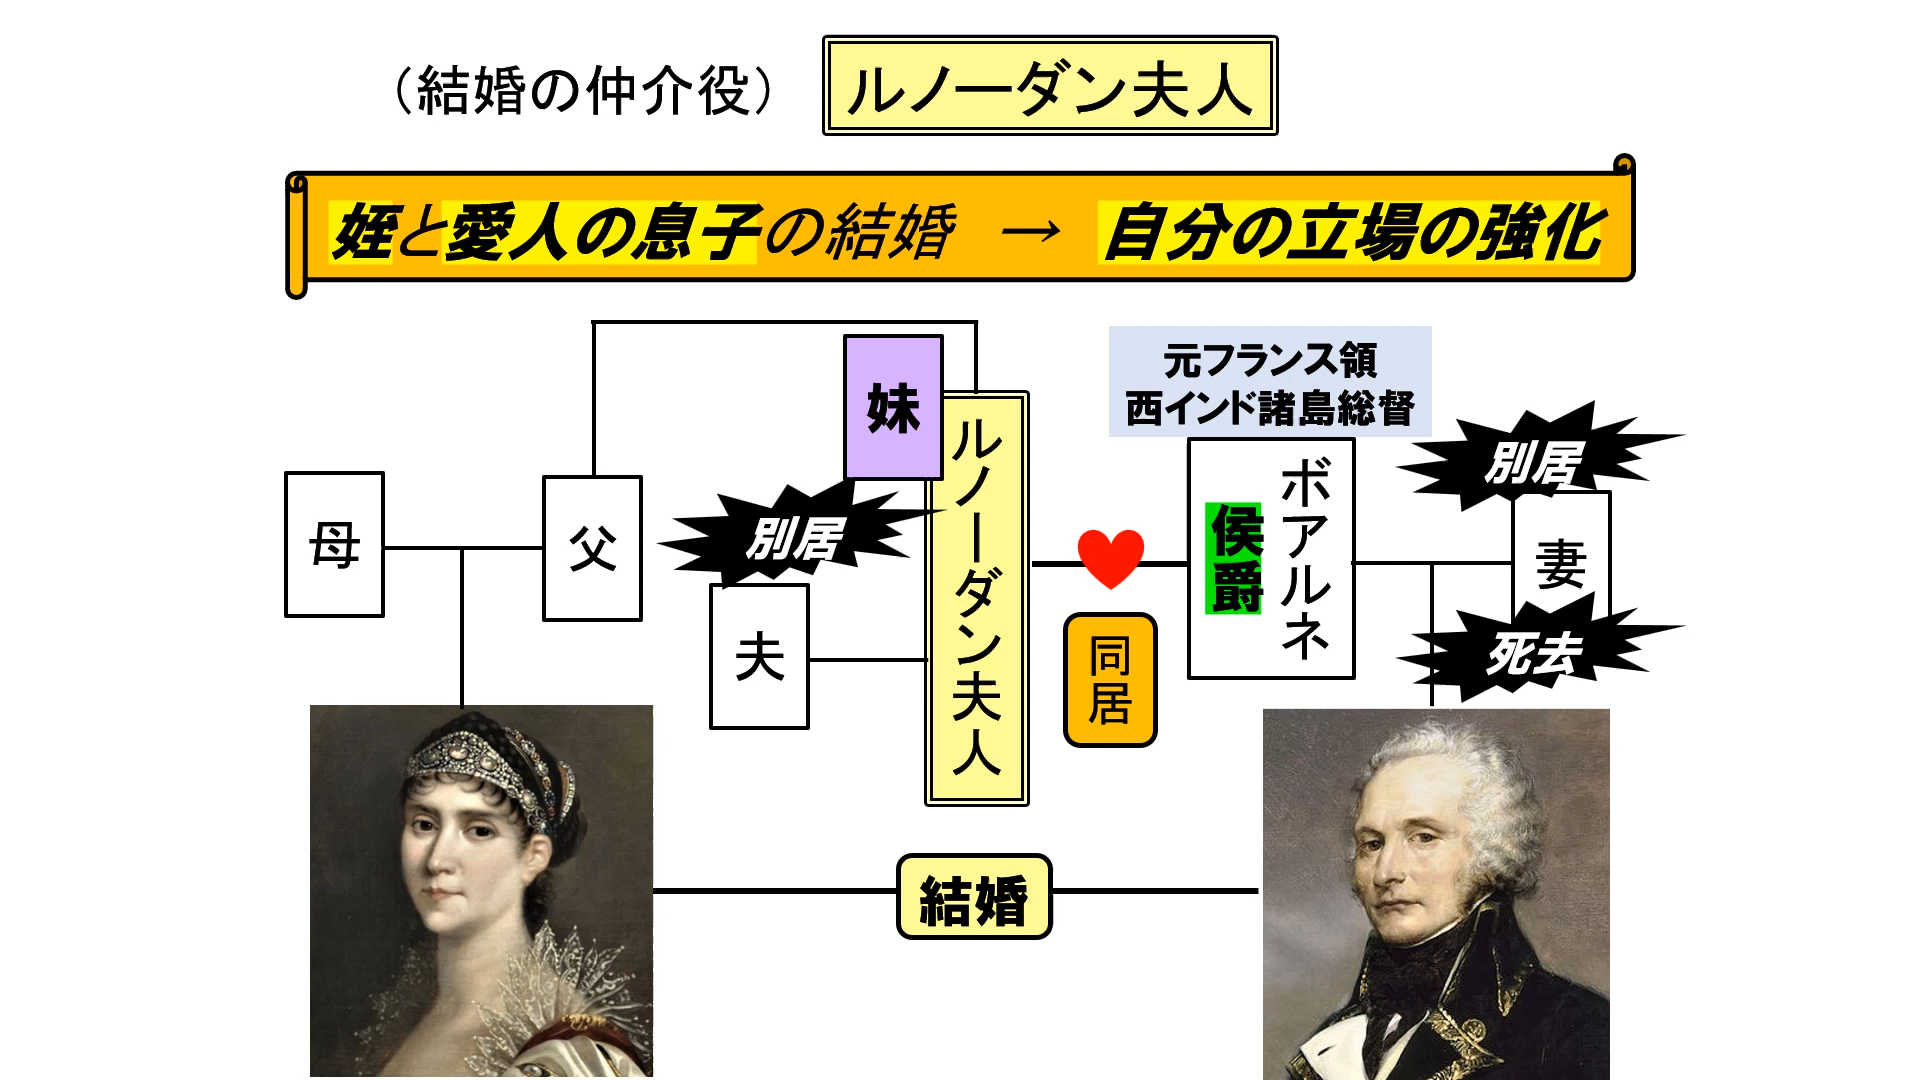 （結婚の仲介役）
ルノーダン夫人
姪と愛人の息子の結婚　→　自分の立場の強化
妹
元フランス領
西インド諸島総督
別居
母
父
別居
夫
ルノーダン夫人
同居
ボアルネ
侯爵
妻
死去
結婚